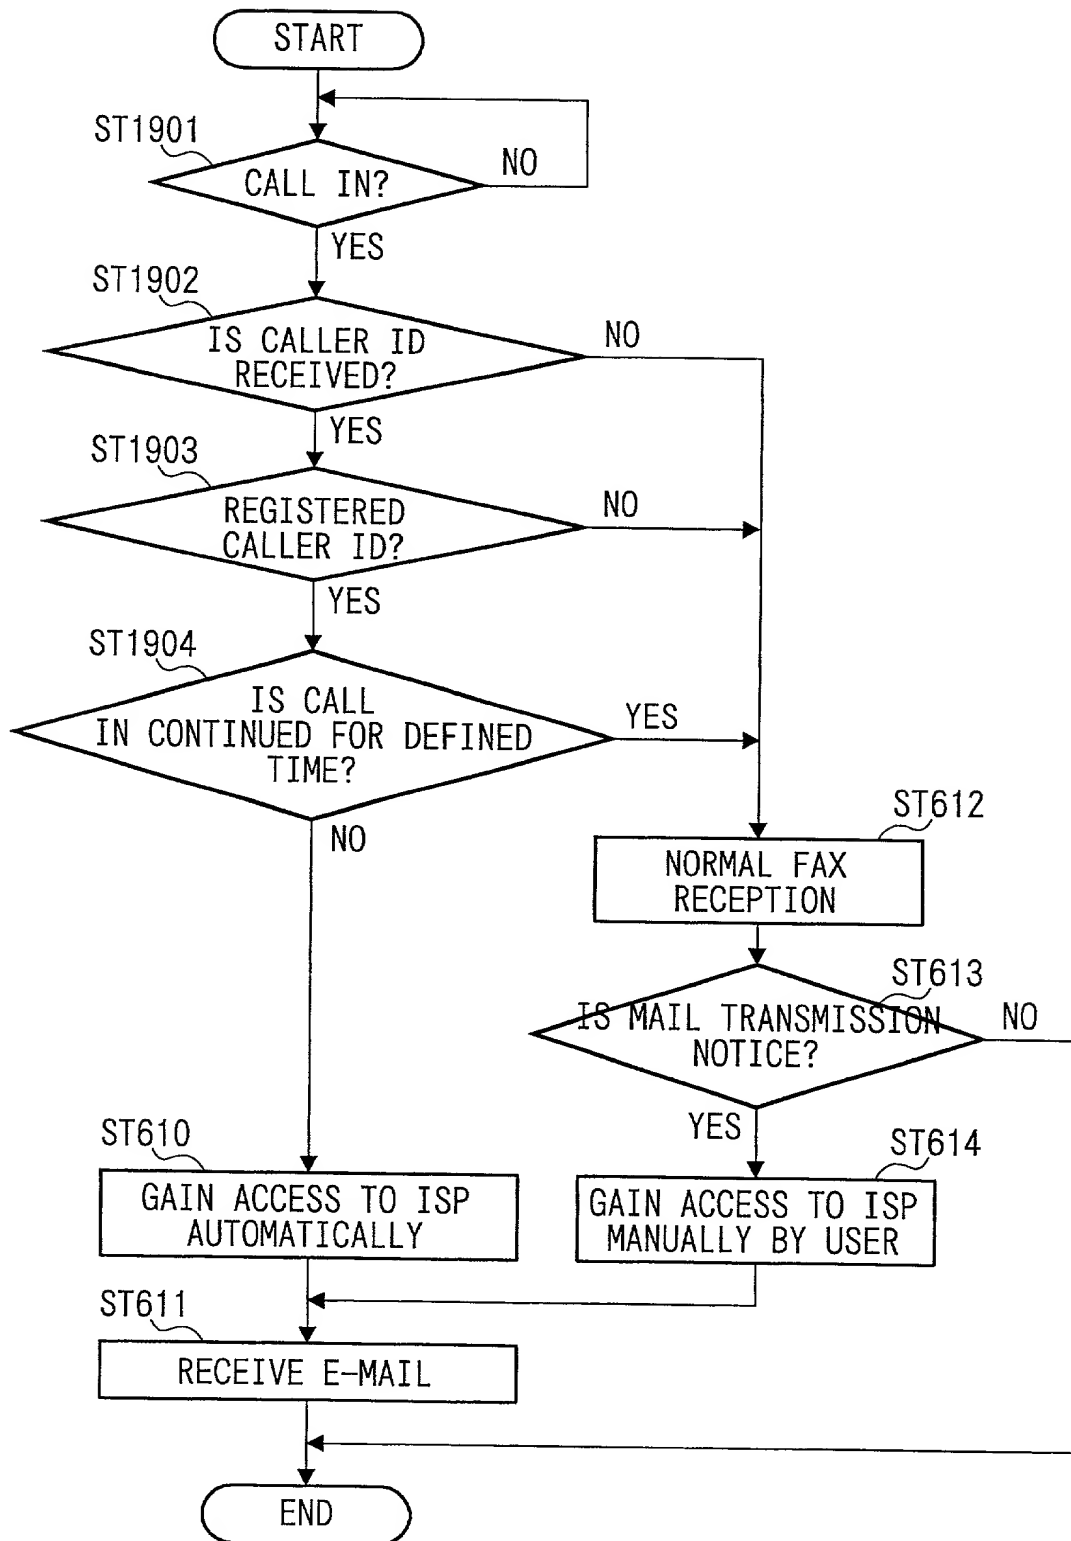 START
ST1901
CALL IN?
NO
YES
ST1902
IS CALLER ID
RECEIVED?
NO
YES
ST1903
REGISTERED
CALLER ID?
NO
YES
ST1904
IS CALL
IN CONTINUED FOR DEFINED
TIME?
YES
NO
ST612
NORMAL FAX
RECEPTION
ST613
IS MAIL TRANSMISSION
NOTICE?
NO
YES
ST610
GAIN ACCESS TO ISP
AUTOMATICALLY
ST614
GAIN ACCESS TO ISP
MANUALLY BY USER
ST611
RECEIVE E-MAIL
END